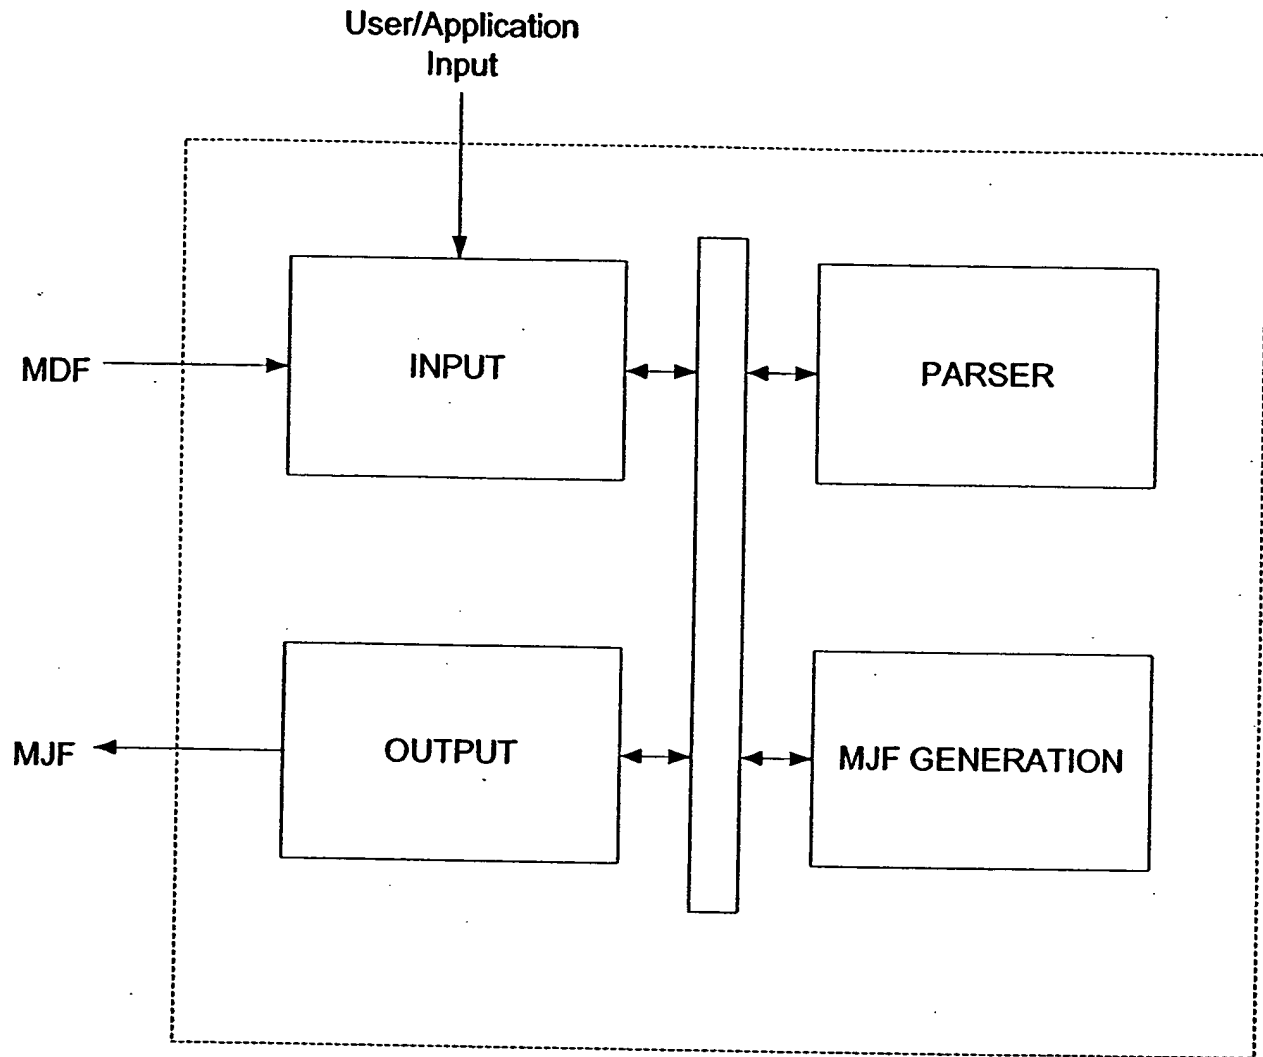 User/Application
Input
MDF
INPUT
PARSER
MJF
OUTPUT
MJF GENERATION